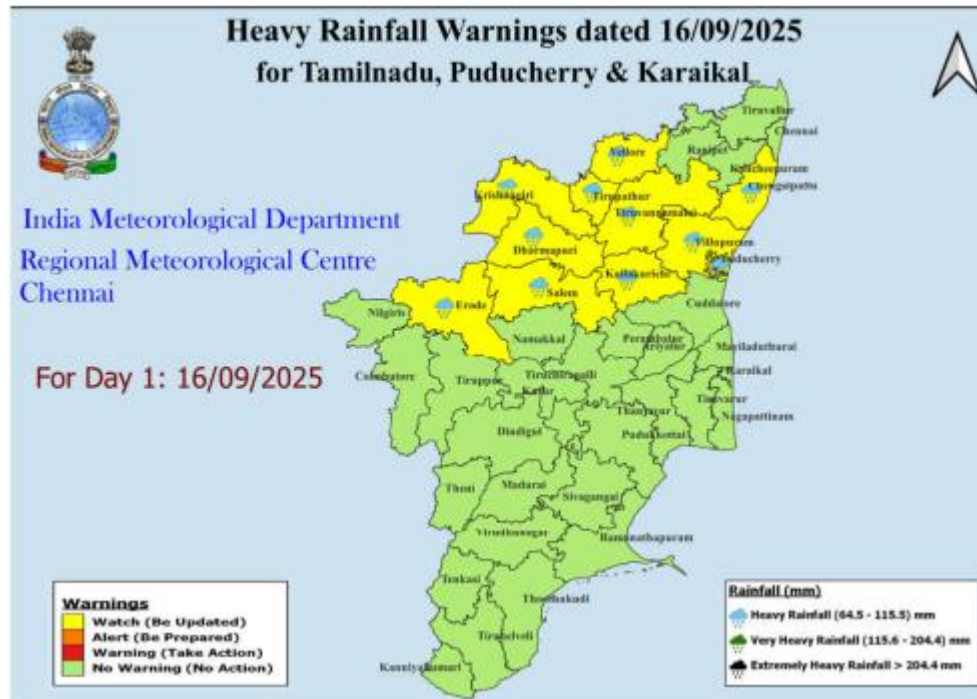 Heavy Rainfall Warnings dated 16/09/2025
for Tamilnadu, Puducherry & Karaikal
India Meteorological Department
Regional Meteorological Centre
Chennai
For Day 1: 16/09/2025
Tiruvallur
Chennai
Ranipet
Vellore
Kancheepuram
Chengalpattu
Krishnagiri
Tirupathur
Tiruvannamalai
Villupuram
Dharmapuri
Puducherry
Kallakurichi
Salem
Erode
Cuddalore
Nilgiris
Namakkal
Perambalur
Ariyalur
Mayiladuthurai
Coimbatore
Tiruppur
Tiruchirapalli
Karaikal
Karur
Tiruvarur
Thanjavur
Nagapattinam
Dindigul
Pudukkottai
Theni
Madurai
Sivagangai
Virudhunagar
Ramanathapuram
Tenkasi
Thoothukudi
Tirunelveli
Kanniyakumari
Warnings
Watch (Be Updated)
Alert (Be Prepared)
Warning (Take Action)
No Warning (No Action)
Rainfall (mm)
Heavy Rainfall (64.5 - 115.5) mm
Very Heavy Rainfall (115.6 - 204.4) mm
Extremely Heavy Rainfall > 204.4 mm